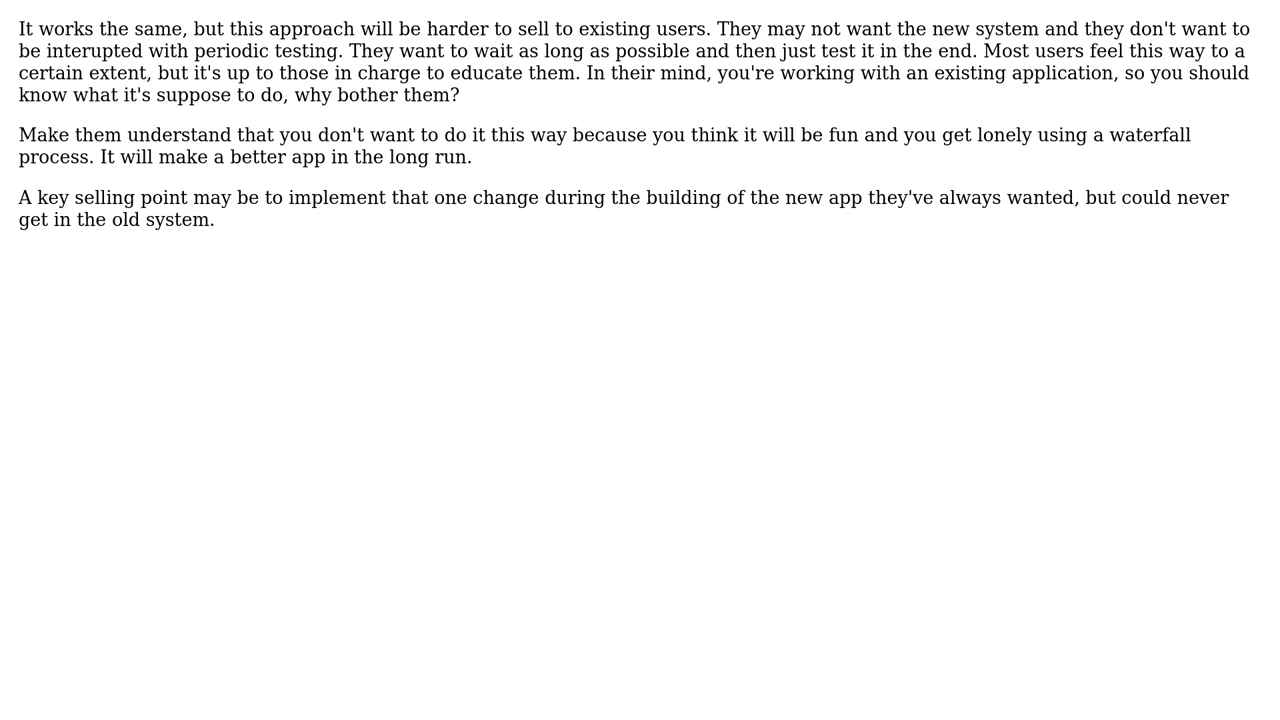 It works the same, but this approach will be harder to sell to existing users. They may not want the new system and they don't want to
be interupted with periodic testing. They want to wait as long as possible and then just test it in the end. Most users feel this way to a
certain extent, but it's up to those in charge to educate them. In their mind, you're working with an existing application, so you should
know what it's suppose to do, why bother them?
Make them understand that you don't want to do it this way because you think it will be fun and you get lonely using a waterfall
process. It will make a better app in the long run.
A key selling point may be to implement that one change during the building of the new app they've always wanted, but could never
get in the old system.